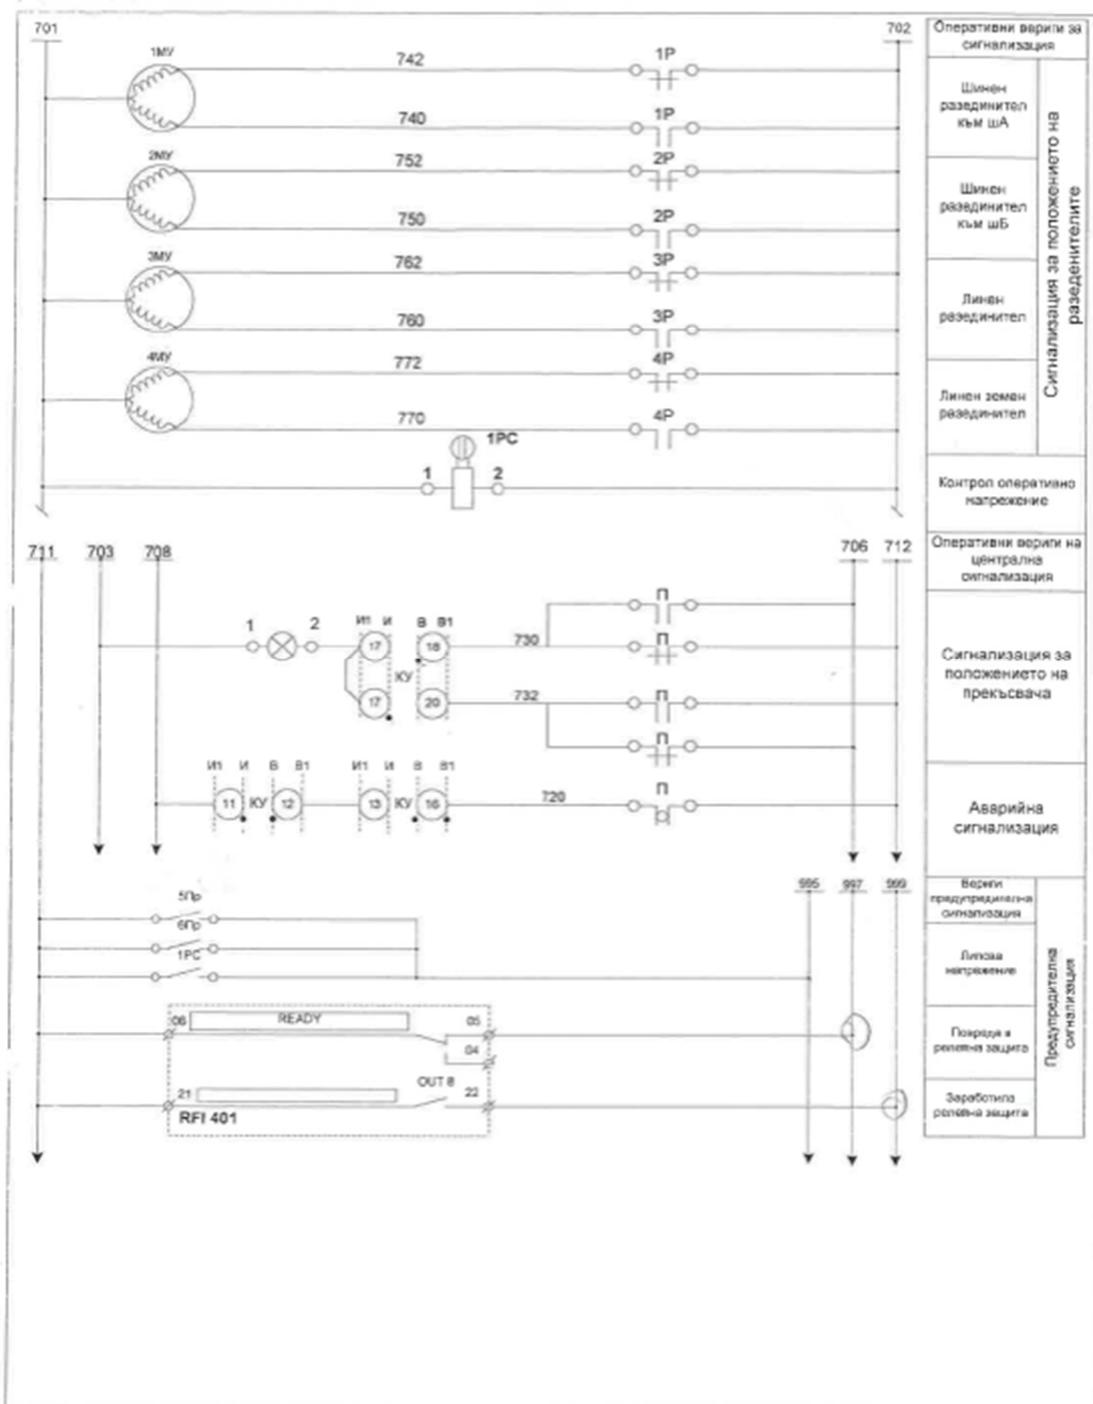 701
702
Оперативни вериги за
сигнализация
1МУ
742
1Р
740
1Р
Шинен
разединител
към шА
2МУ
752
2Р
750
2Р
Шинен
разединител
към шБ
3МУ
762
3Р
760
3Р
Линен
разединител
4МУ
772
4Р
770
4Р
Линен земен
разединител
Сигнализация за положението на
разеденителите
1РС
1
2
Контрол оперативно
напрежение
711
703
708
706
712
Оперативни вериги на
централна
сигнализация
1
2
И1 И
В В1
17
18
КУ
17
20
730
П
П
732
П
П
Сигнализация за
положението на
прекъсвача
И1 И В В1
И1 И В В1
11
КУ
12
13
КУ
16
720
П
Аварийна
сигнализация
995
997
999
Вериги
предупредителна
сигнализация
5Пр
6Пр
1РС
Липсва
напрежение
06
READY
05
04
Повреда в
релейна защита
21
OUT 8
22
RFI 401
Заработила
релейна защита
Предупредителна
сигнализация